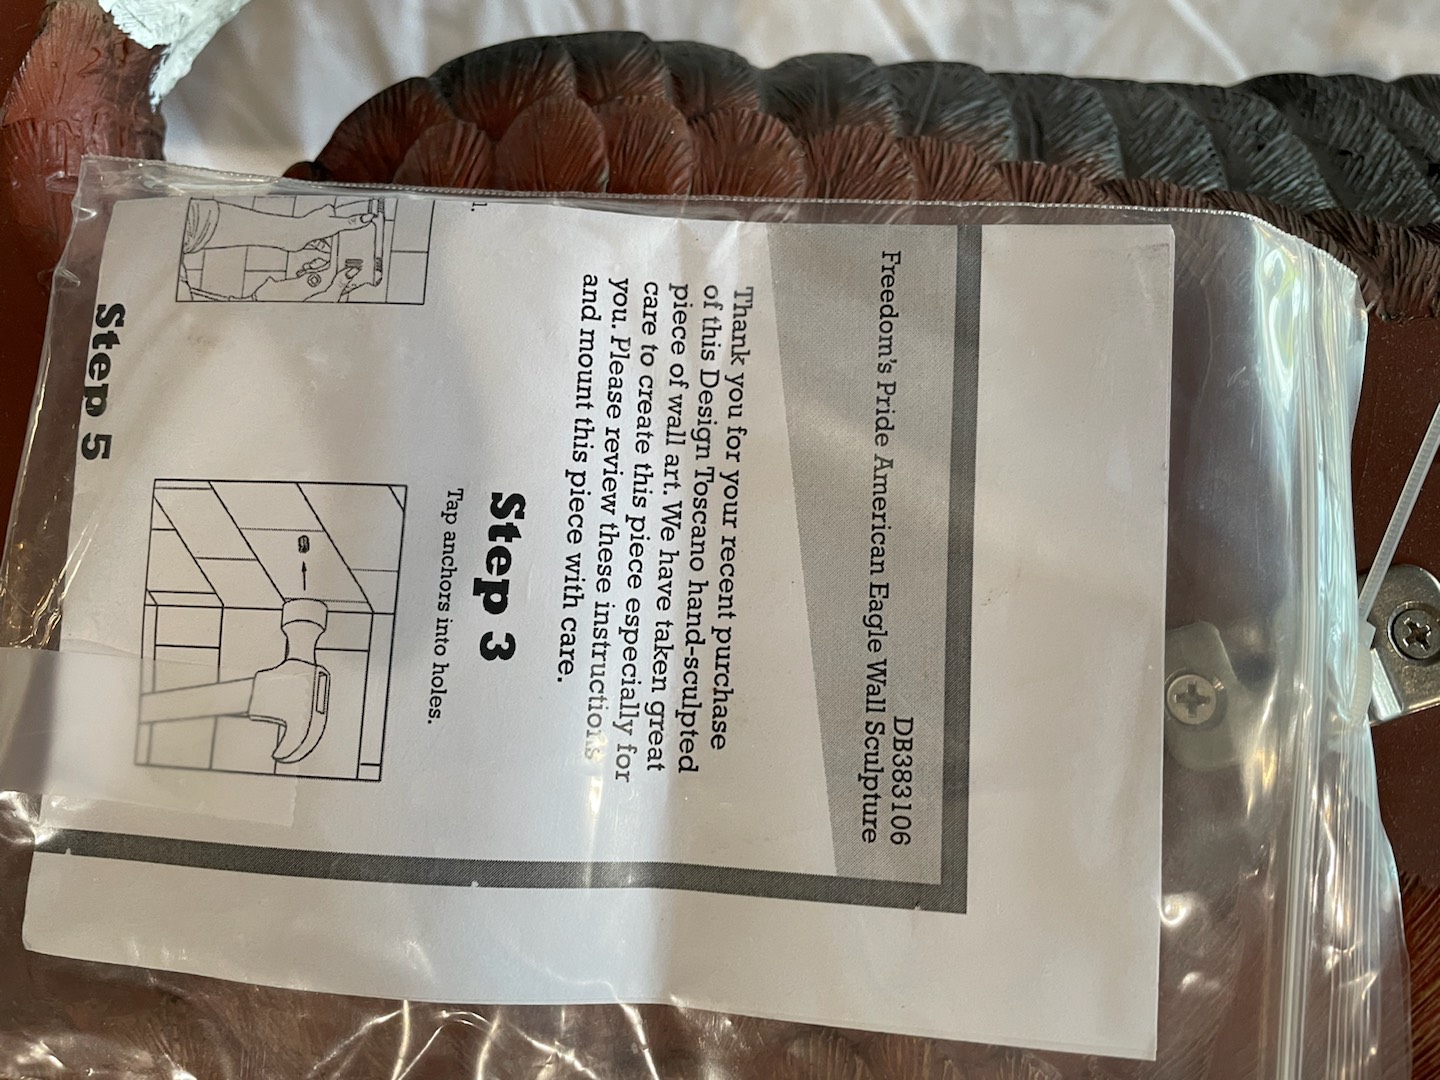 DB383106
Freedom's Pride American Eagle Wall Sculpture
Thank you for your recent purchase
of this Design Toscano hand-sculpted
piece of wall art. We have taken great
care to create this piece especially for
you. Please review these instructions
and mount this piece with care.
Step 3
Tap anchors into holes.
l.
Step 5